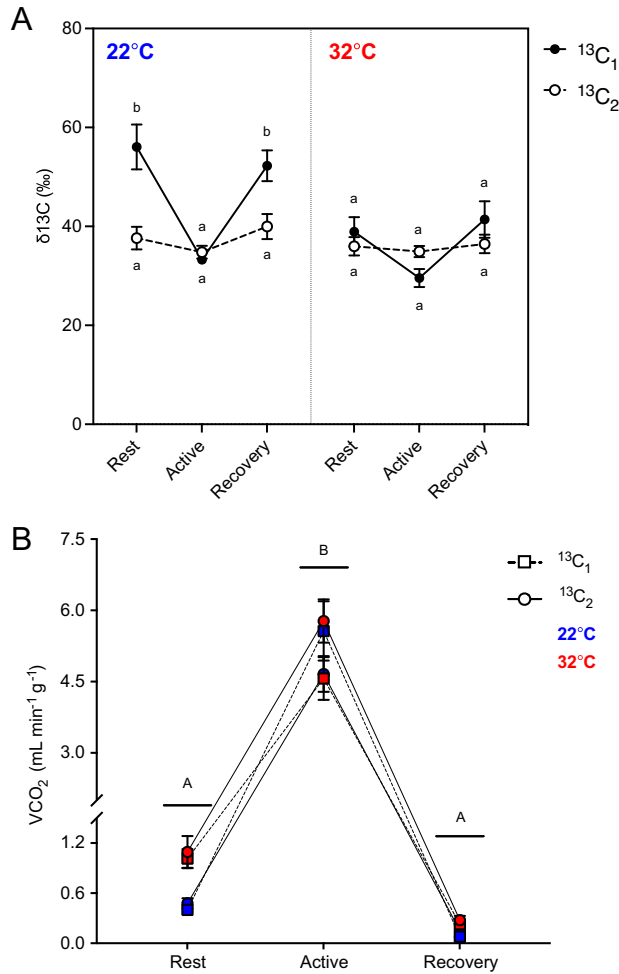 A
80
22°C
32°C
¹³C₁
¹³C₂
60
b
b
a
a
a
40
a
a
a
a
a
a
20
0
δ13C (‰)
Rest
Active
Recovery
Rest
Active
Recovery
B
7.5
B
¹³C₁
¹³C₂
22°C
32°C
6.0
4.5
3.0
A
A
1.2
0.6
0.0
VCO₂ (mL min⁻¹ g⁻¹)
Rest
Active
Recovery